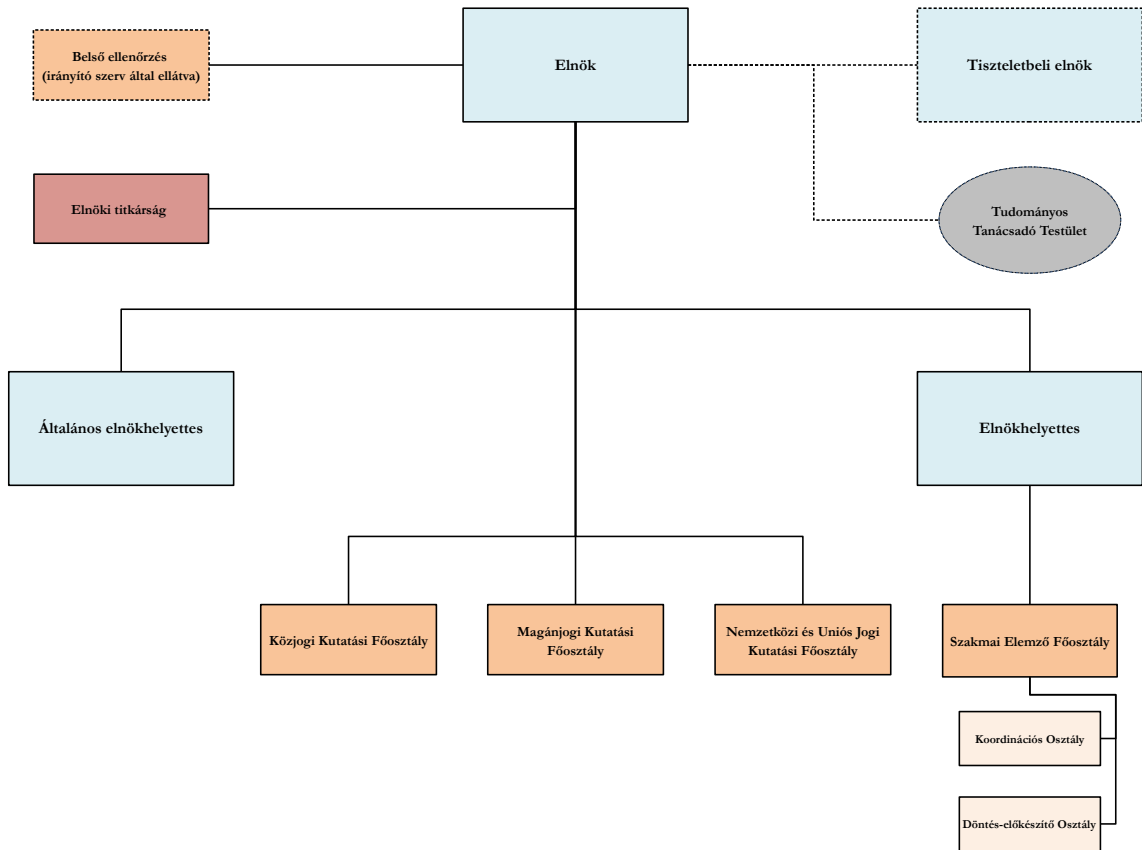 Belső ellenőrzés
(irányító szerv által ellátva)
Elnök
Tiszteletbeli elnök
Elnöki titkárság
Tudományos
Tanácsadó Testület
Általános elnökhelyettes
Elnökhelyettes
Közjogi Kutatási Főosztály
Magánjogi Kutatási
Főosztály
Nemzetközi és Uniós Jogi
Kutatási Főosztály
Szakmai Elemző Főosztály
Koordinációs Osztály
Döntés-előkészítő Osztály